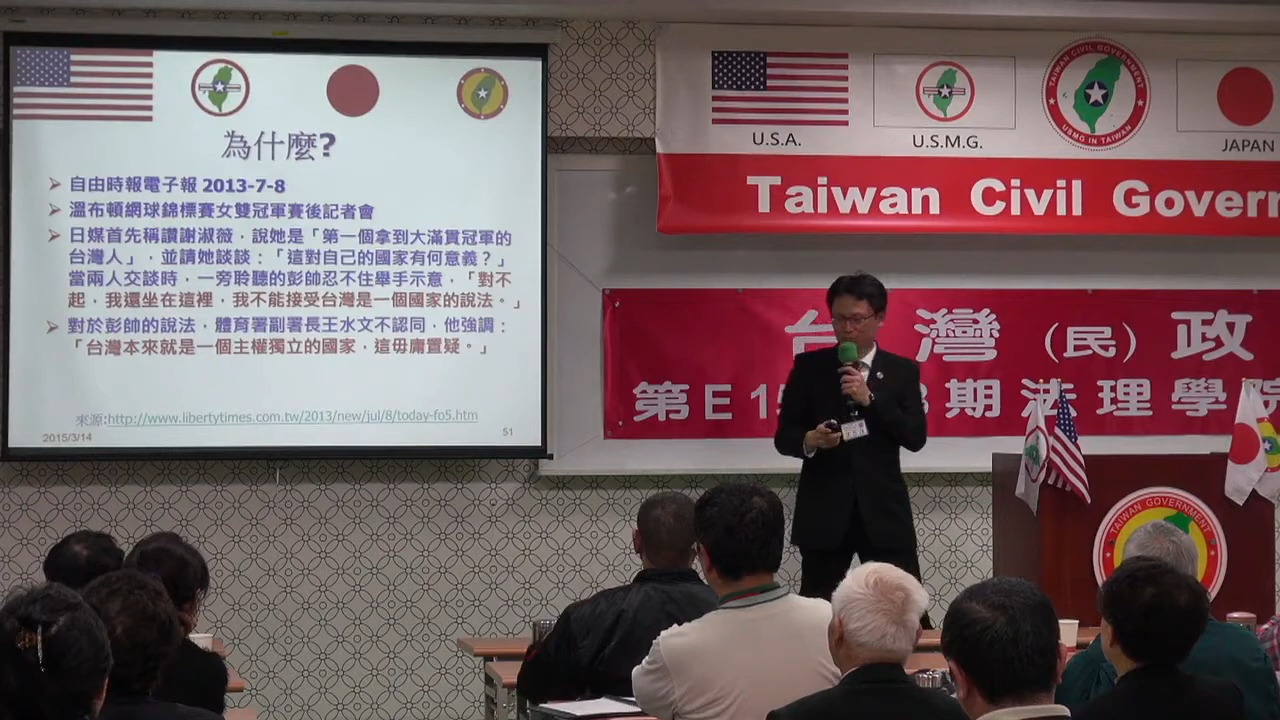 為什麼?
自由時報電子報 2013-7-8
溫布頓網球錦標賽女雙冠軍賽後記者會
日媒首先稱讚謝淑薇，說她是「第一個拿到大滿貫冠軍的
台灣人」，並請她談談：「這對自己的國家有何意義？」
當兩人交談時，一旁聆聽的彭帥忍不住舉手示意，「對不
起，我還坐在這裡，我不能接受台灣是一個國家的說法。」
對於彭帥的說法，體育署副署長王水文不認同，他強調：
「台灣本來就是一個主權獨立的國家，這毋庸置疑。」
來源:http://www.libertytimes.com.tw/2013/new/jul/8/today-fo5.htm
2015/3/14
51
U.S.A.
U.S.M.G.
TAIWAN CIVIL GOVERNMENT
USMG IN TAIWAN
JAPAN
Taiwan Civil Govern
台灣（民）政
第E15 期法理學院
TAIWAN GOVERNMENT